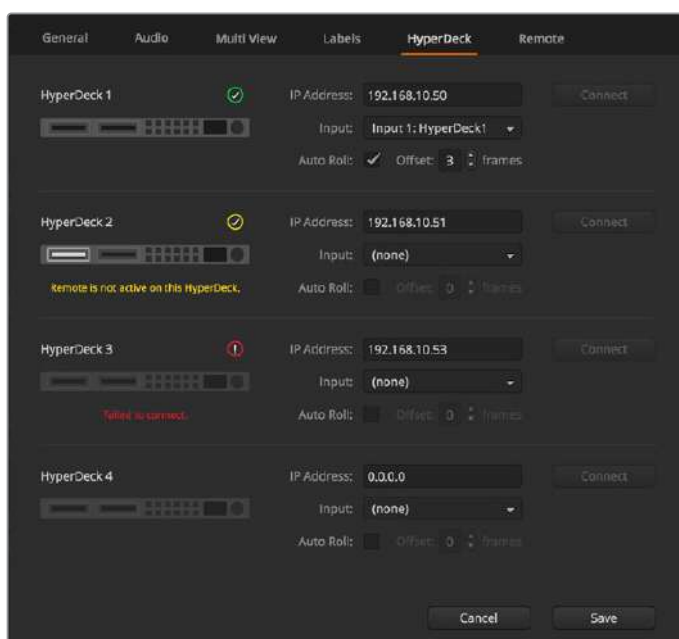 General Audio Multi View Labels HyperDeck Remote
HyperDeck 1 IP Address: 192.168.10.50 Connect
Input: Input 1: HyperDeck1
Auto Roll: Offset: 3 frames
HyperDeck 2 IP Address: 192.168.10.51 Connect
Input: (none)
Remote is not active on this HyperDeck. Auto Roll: Offset: 0 frames
HyperDeck 3 IP Address: 192.168.10.53 Connect
Input: (none)
Failed to connect. Auto Roll: Offset: 0 frames
HyperDeck 4 IP Address: 0.0.0.0 Connect
Input: (none)
Auto Roll: Offset: 0 frames
Cancel Save